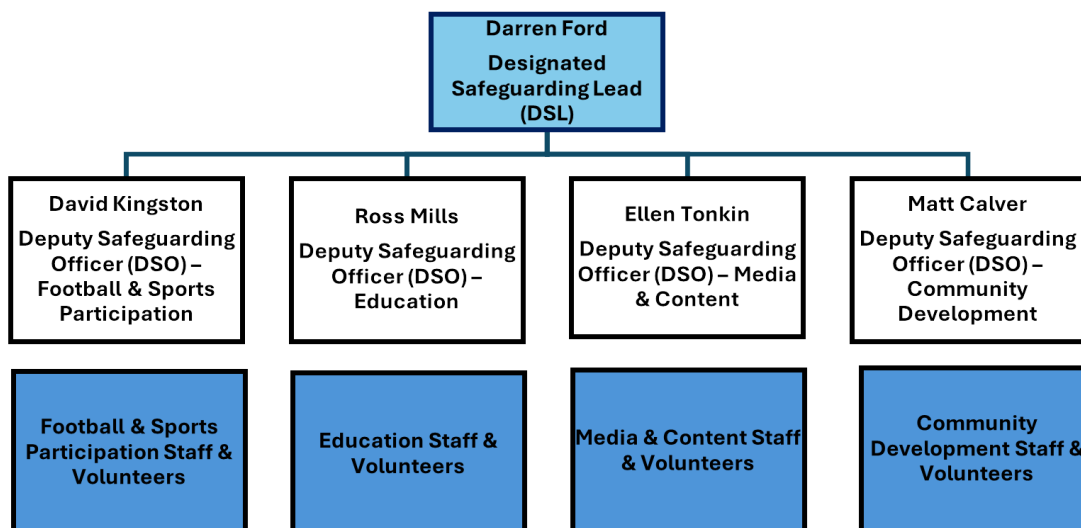 Darren Ford
Designated
Safeguarding Lead
(DSL)
David Kingston
Deputy Safeguarding
Officer (DSO) –
Football & Sports
Participation
Ross Mills
Deputy Safeguarding
Officer (DSO) –
Education
Ellen Tonkin
Deputy Safeguarding
Officer (DSO) – Media
& Content
Matt Calver
Deputy Safeguarding
Officer (DSO) –
Community
Development
Football & Sports
Participation Staff &
Volunteers
Education Staff &
Volunteers
Media & Content Staff
& Volunteers
Community
Development Staff &
Volunteers